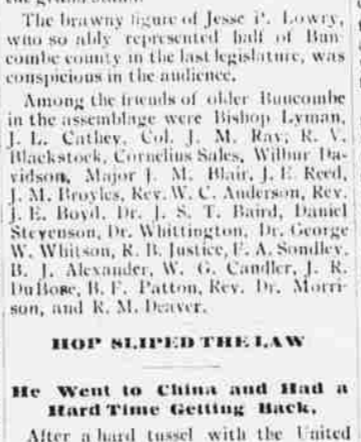 The brawny figure of Jesse P. Lowry,
who so ably represented half of Bun-
combe county in the last legislature, was
conspicious in the audience.
Among the friends of older Buncombe
in the assemblage were Bishop Lyman,
J. L. Cathey, Col. J. M. Ray, R. V.
Blackstock, Cornelius Sales, Wilbur Da-
vidson, Major J. M. Blair, J. E. Reed,
J. M. Broyles, Rev. W. C. Anderson, Rev.
J. E. Boyd, Dr. J. S. T. Baird, Daniel
Stevenson, Dr. Whittington, Dr. George
W. Whitson, R. B. Justice, F. A. Sondley,
B. J. Alexander, W. G. Candler, J. R.
DuBose, B. F. Patton, Rev. Dr. Morri-
son, and R. M. Deaver.
HOP SLIPED THE LAW
He Went to China and Had a
Hard Time Getting Back.
After a hard tussel with the United